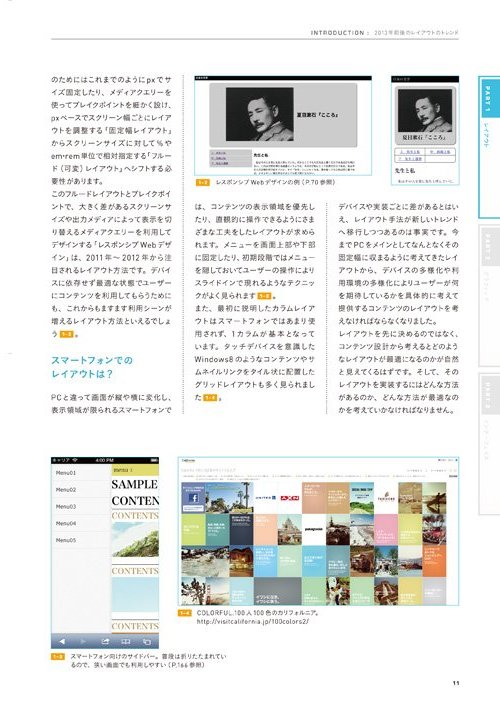 INTRODUCTION : 2013年前後のレイアウトのトレンド
のためにはこれまでのようにpxでサ
イズ固定したり、メディアクエリーを
使ってブレイクポイントを細かく設け、
pxベースでスクリーン幅ごとにレイア
ウトを調整する「固定幅レイアウト」
からスクリーンサイズに対して%や
em・rem単位で相対指定する「フルー
ド(可変)レイアウト」へシフトする必
要性があります。
このフルードレイアウトとブレイクポイ
ントで、大きく差があるスクリーンサイ
ズや出力メディアによって表示を切
り替えるメディアクエリーを利用して
デザインする「レスポンシブWebデザ
イン」は、2011年〜2012年から注
目されるレイアウト方法です。デバイ
スに依存せず最適な状態でユーザー
にコンテンツを利用してもらうために
も、これからもますます利用シーンが
増えるレイアウト方法といえるでしょ
う 1-2 。
スマートフォンでの
レイアウトは?
PCと違って画面が縦や横に変化し、
表示領域が限られるスマートフォンで
夏目漱石『こころ』
先生と私
夏目漱石『こころ』
先生と私
1-2 レスポンシブWebデザインの例(P.70参照)
は、コンテンツの表示領域を優先し
たり、直観的に操作できるようにさま
ざまな工夫をしたレイアウトが求めら
れます。メニューを画面上部や下部
に固定したり、初期段階ではメニュー
を隠しておいてユーザーの操作により
スライドインで現れるようなテクニッ
クがよく見られます 1-3 。
また、最初に説明したカラムレイア
ウトはスマートフォンではあまり使
用されず、1カラムが基本となって
います。タッチデバイスを意識した
Windows8のようなコンテンツやサ
ムネイルリンクをタイル状に配置した
グリッドレイアウトも多く見られまし
た 1-4 。
デバイスや実装ごとに差があるとはい
え、レイアウト手法が新しいトレンド
へ移行しつつあるのは事実です。今
までPCをメインとしてなんとなくその
固定幅に収まるように考えてきたレイ
アウトから、デバイスの多様化や利
用環境の多様化によりユーザーが何
を期待しているかを具体的に考えて
提供するコンテンツのレイアウトを考
えなければならなくなりました。
レイアウトを先に決めるのではなく、
コンテンツ設計から考えるとどのよう
なレイアウトが最適になるのかが自然
と見えてくるはずです。そして、その
レイアウトを実装するにはどんな方法
があるのか、どんな方法が最適なの
かを考えていかなければなりません。
PART 1
レイアウト
PART 2
PART 3
キャリア 4:00 PM
Menu01
Menu02
Menu03
Menu04
Menu05
SAMPLE
CONTEN
CONTENTS
CONTENTS
CONTENTS
UNITED
AXN
patagonia
1-3 スマートフォン向けのサイドバー。普段は折りたたまれてい
るので、狭い画面でも利用しやすい(P.166参照)
1-4 COLORFUL.100人100色のカリフォルニア。
http://visitcalifornia.jp/100colors2/
11